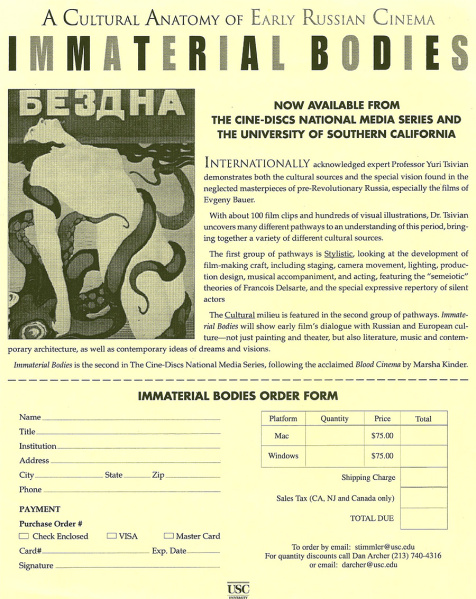 A CULTURAL ANATOMY OF EARLY RUSSIAN CINEMA
IMMATERIAL BODIES
БЕЗДНА
NOW AVAILABLE FROM
THE CINE-DISCS NATIONAL MEDIA SERIES AND
THE UNIVERSITY OF SOUTHERN CALIFORNIA
INTERNATIONALLY acknowledged expert Professor Yuri Tsivian
demonstrates both the cultural sources and the special vision found in
the neglected masterpieces of pre-Revolutionary Russia, especially the films of
Evgeny Bauer.
With about 100 film clips and hundreds of visual illustrations, Dr. Tsivian
uncovers many different pathways to an understanding of this period, bring-
ing together a variety of different cultural sources.
The first group of pathways is Stylistic, looking at the development of
film-making craft, including staging, camera movement, lighting, produc-
tion design, musical accompaniment, and acting, featuring the "semeiotic"
theories of Francois Delsarte, and the special expressive repertory of silent
actors
The Cultural milieu is featured in the second group of pathways. Immate-
rial Bodies will show early film's dialogue with Russian and European cul-
ture—not just painting and theater, but also literature, music and contem-
porary architecture, as well as contemporary ideas of dreams and visions.
Immaterial Bodies is the second in The Cine-Discs National Media Series, following the acclaimed Blood Cinema by Marsha Kinder.
IMMATERIAL BODIES ORDER FORM
Name
Title
Institution
Address
City State Zip
Phone
PAYMENT
Purchase Order #
Check Enclosed VISA Master Card
Card# Exp. Date
Signature
Platform Quantity Price Total
Mac $75.00
Windows $75.00
Shipping Charge
Sales Tax (CA, NJ and Canada only)
TOTAL DUE
To order by email: stimmler@usc.edu
For quantity discounts call Dan Archer (213) 740-4316
or email: darcher@usc.edu
USC